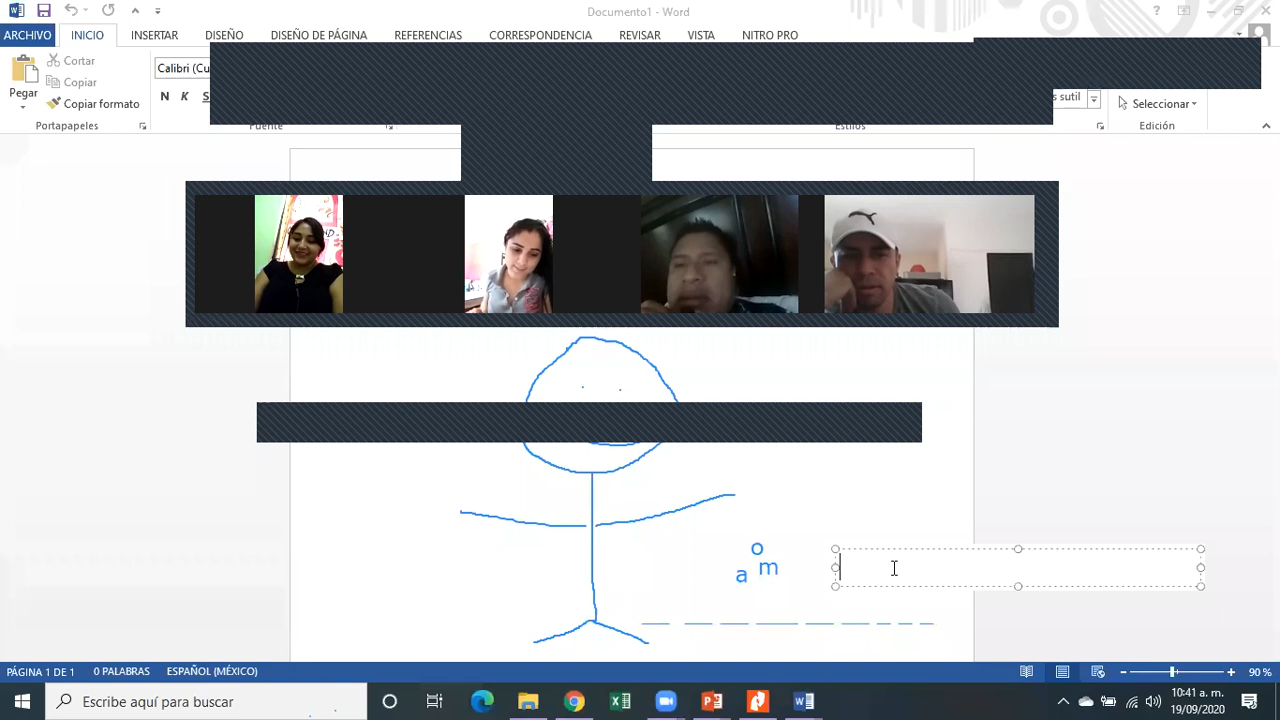 Documento1 - Word
ARCHIVO INICIO INSERTAR DISEÑO DISEÑO DE PÁGINA REFERENCIAS CORRESPONDENCIA REVISAR VISTA NITRO PRO
Cortar
Copiar
Pegar
Copiar formato
Calibri (Cu
N K S
sutil
Seleccionar
Portapapeles Fuente Estilos Edición
o
a m
PÁGINA 1 DE 1 0 PALABRAS ESPAÑOL (MÉXICO) 90 %
Escribe aquí para buscar
10:41 a. m.
19/09/2020